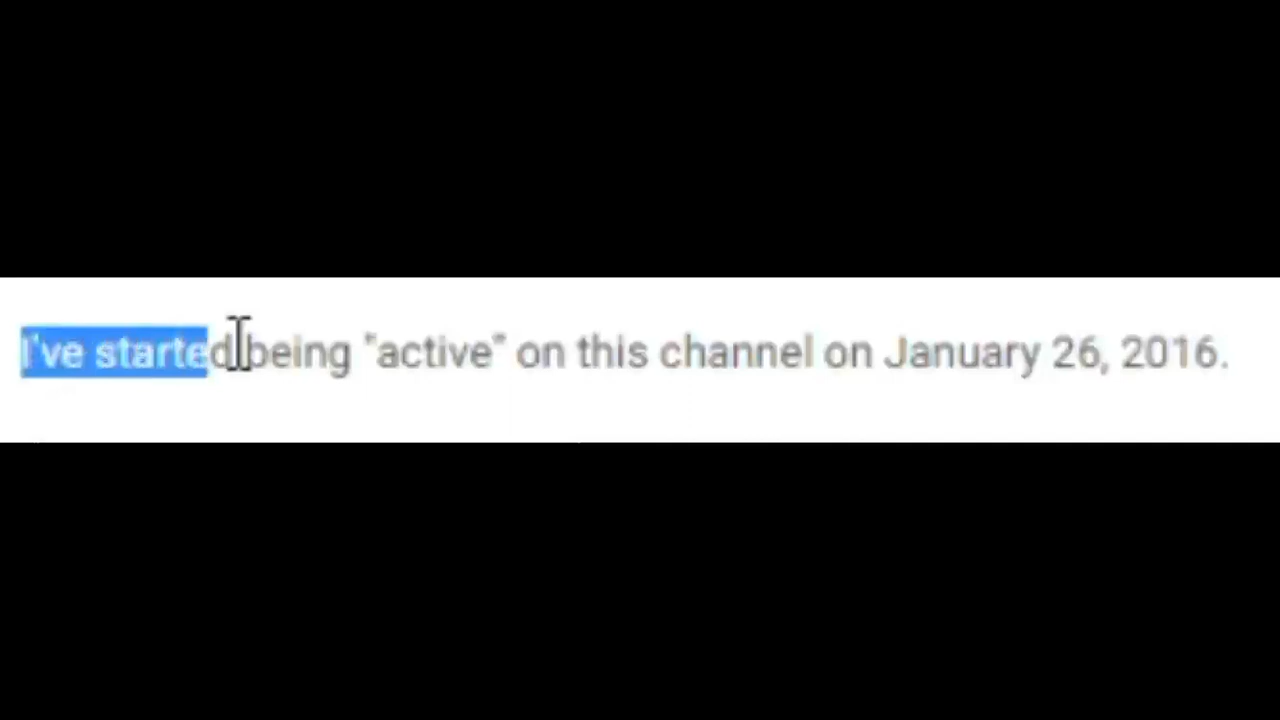 I've started being "active" on this channel on January 26, 2016.